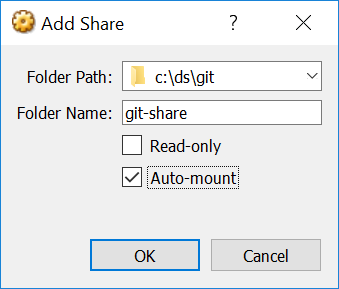 Add Share
?
Folder Path: c:\ds\git
Folder Name: git-share
Read-only
Auto-mount
OK Cancel